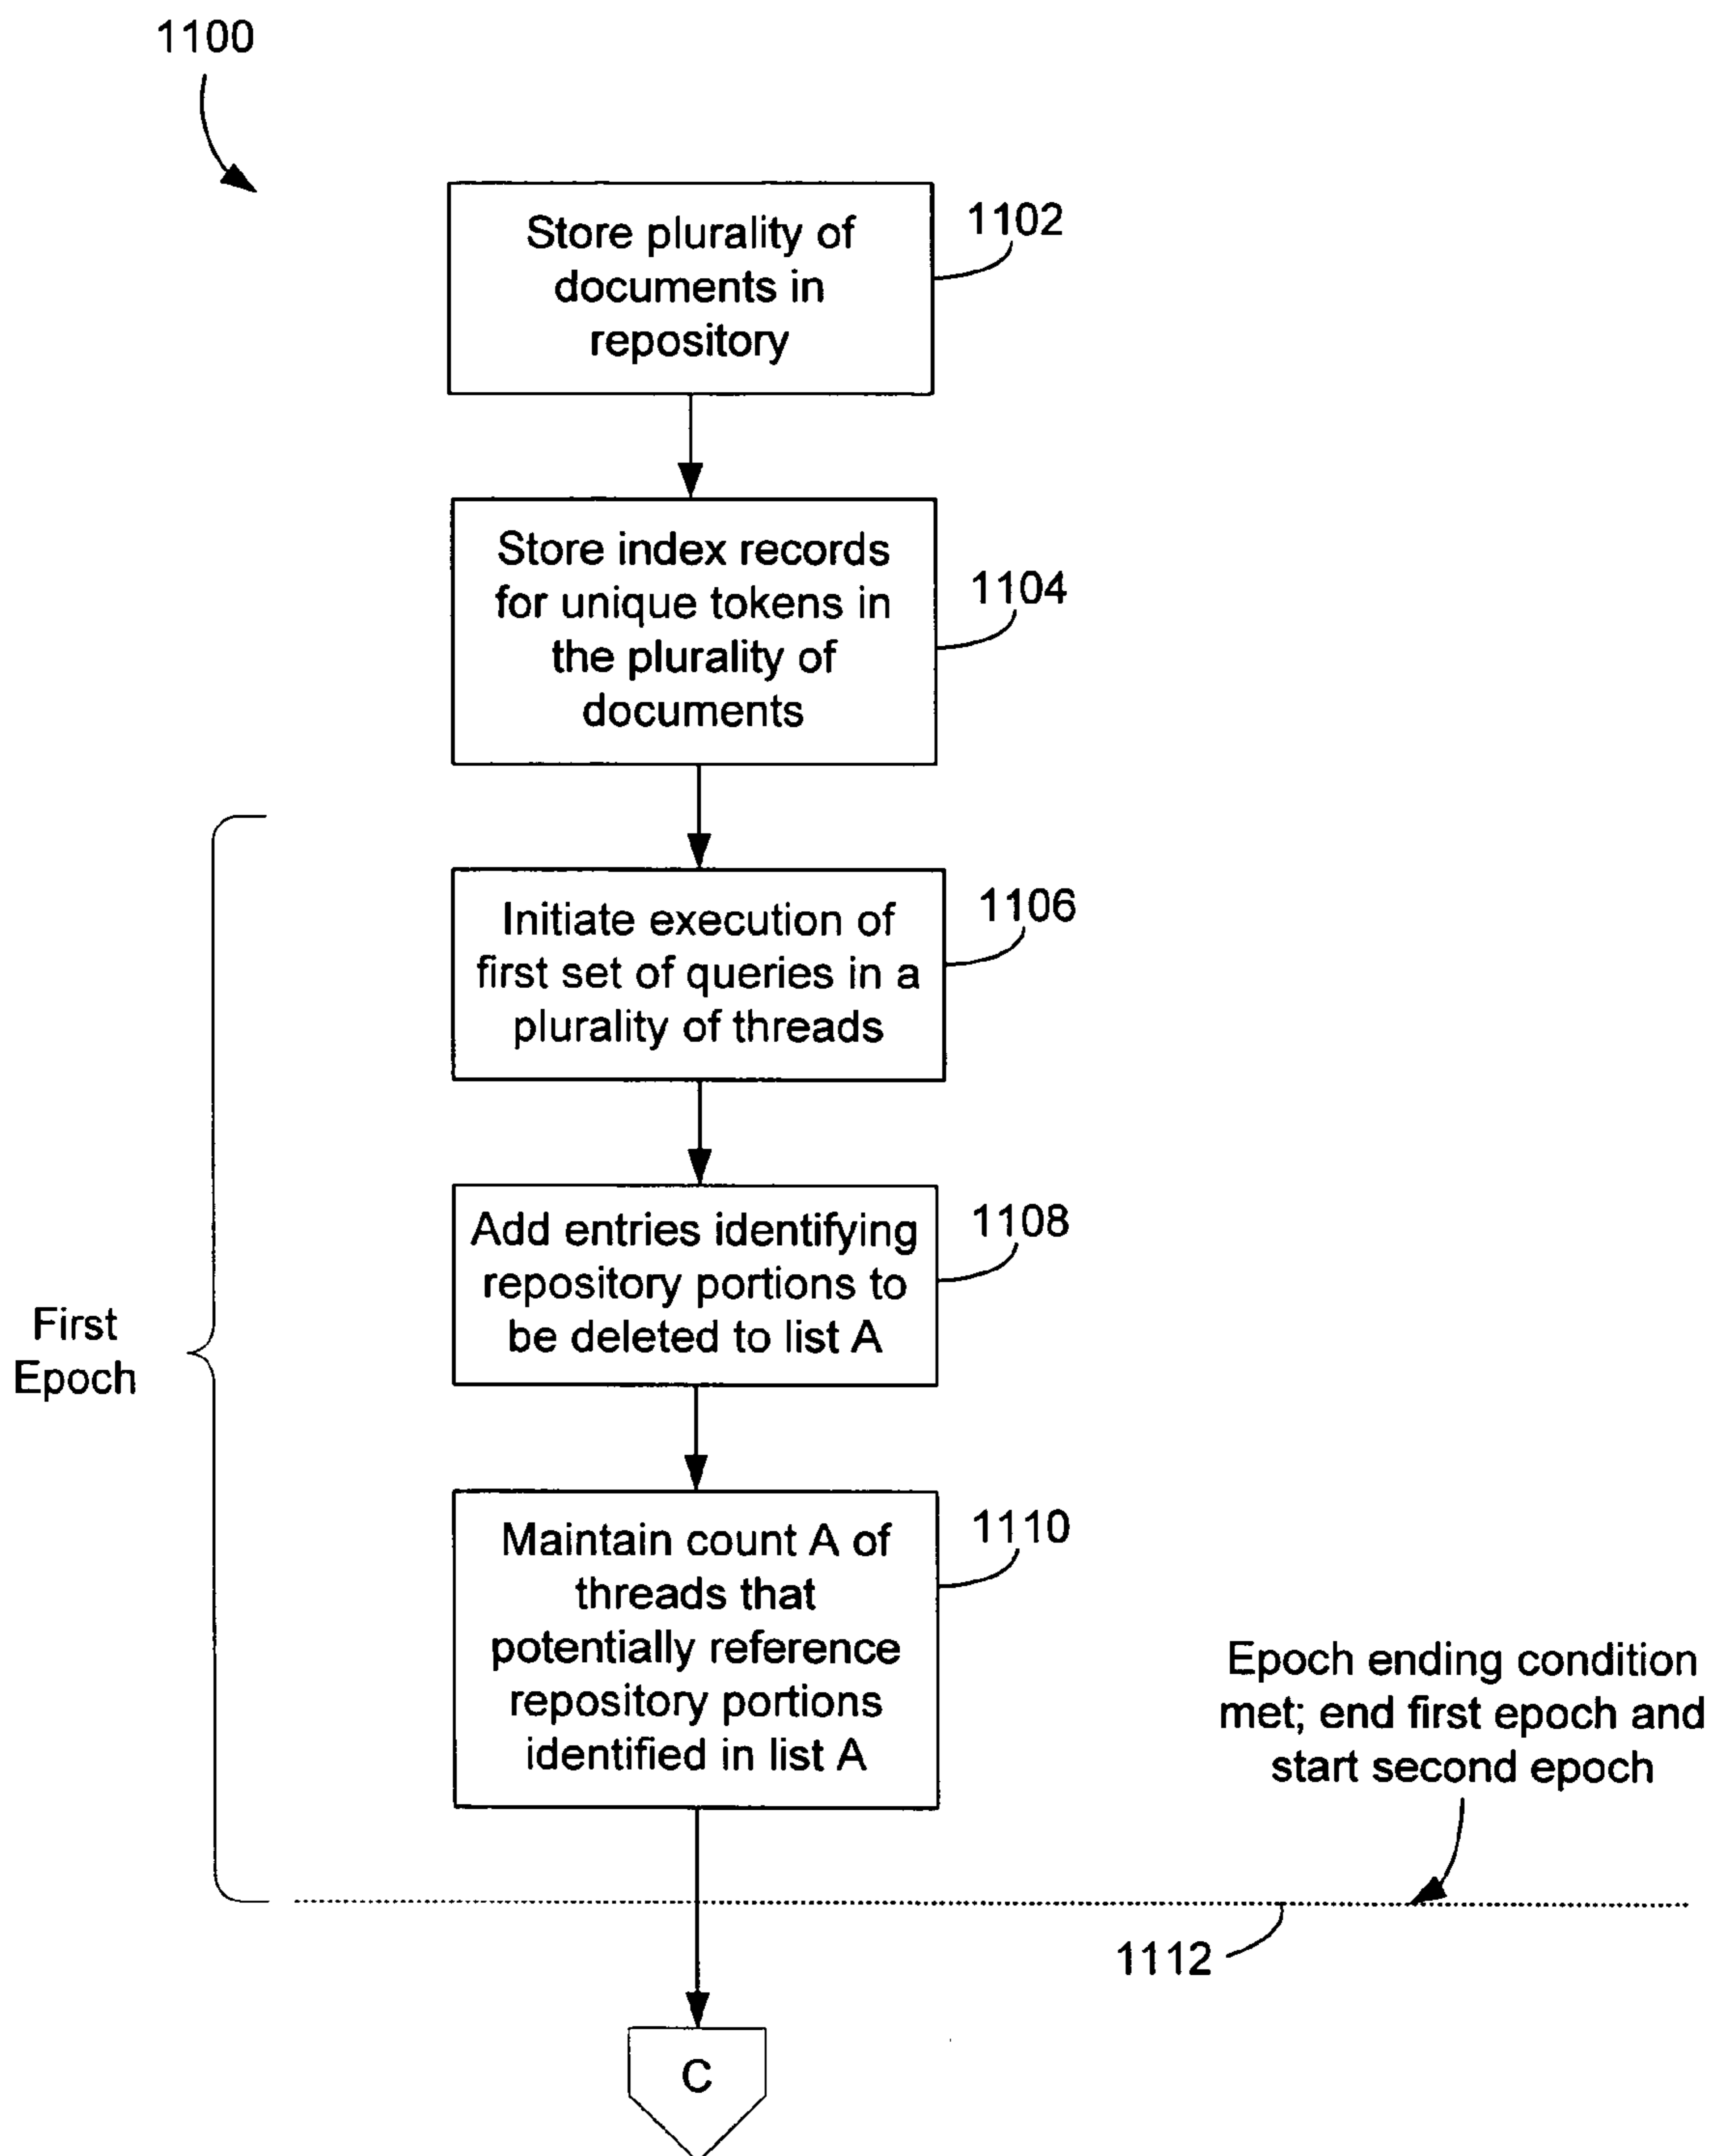 1100
Store plurality of
documents in
repository
1102
Store index records
for unique tokens in
the plurality of
documents
1104
Initiate execution of
first set of queries in a
plurality of threads
1106
Add entries identifying
repository portions to
be deleted to list A
1108
First
Epoch
Maintain count A of
threads that
potentially reference
repository portions
identified in list A
1110
Epoch ending condition
met; end first epoch and
start second epoch
1112
C